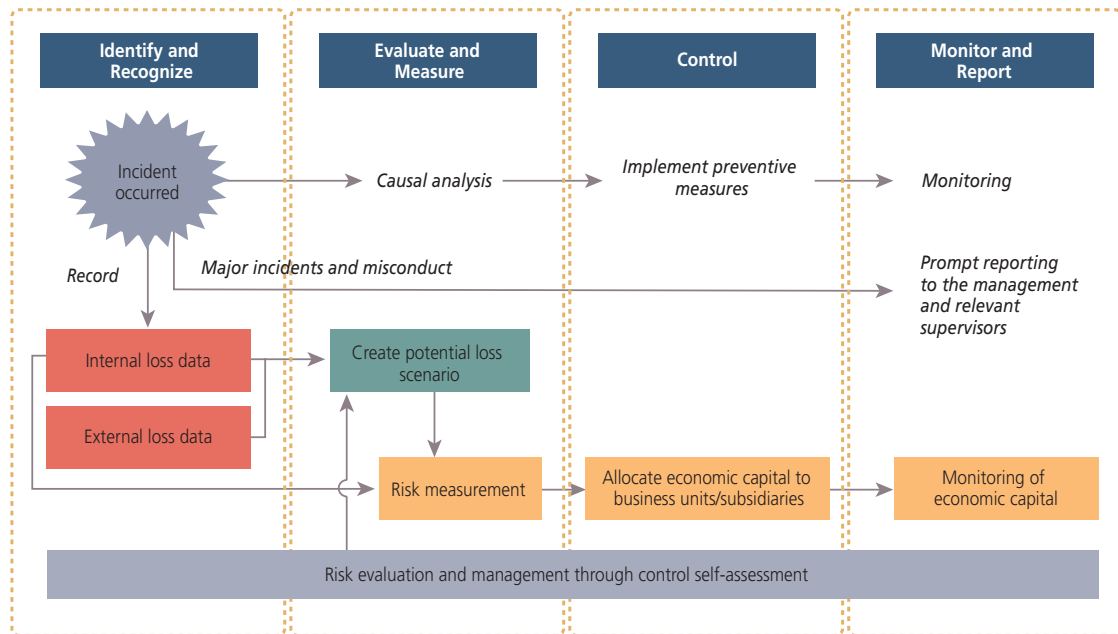 Identify and
Recognize
Evaluate and
Measure
Control
Monitor and
Report
Incident
occurred
Causal analysis
Implement preventive
measures
Monitoring
Record
Major incidents and misconduct
Prompt reporting
to the management
and relevant
supervisors
Internal loss data
Create potential loss
scenario
External loss data
Risk measurement
Allocate economic capital to
business units/subsidiaries
Monitoring of
economic capital
Risk evaluation and management through control self-assessment